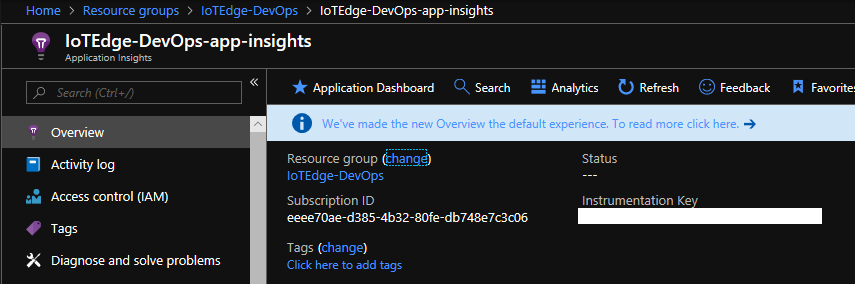 Home > Resource groups > IoTEdge-DevOps > IoTEdge-DevOps-app-insights
IoTEdge-DevOps-app-insights
Application Insights
Search (Ctrl+/)
«
Overview
Activity log
Access control (IAM)
Tags
Diagnose and solve problems
Application Dashboard Search Analytics Refresh Feedback Favorites
We've made the new Overview the default experience. To read more click here. →
Resource group (change)
IoTEdge-DevOps
Status
---
Subscription ID
eeee70ae-d385-4b32-80fe-db748e7c3c06
Instrumentation Key
Tags (change)
Click here to add tags